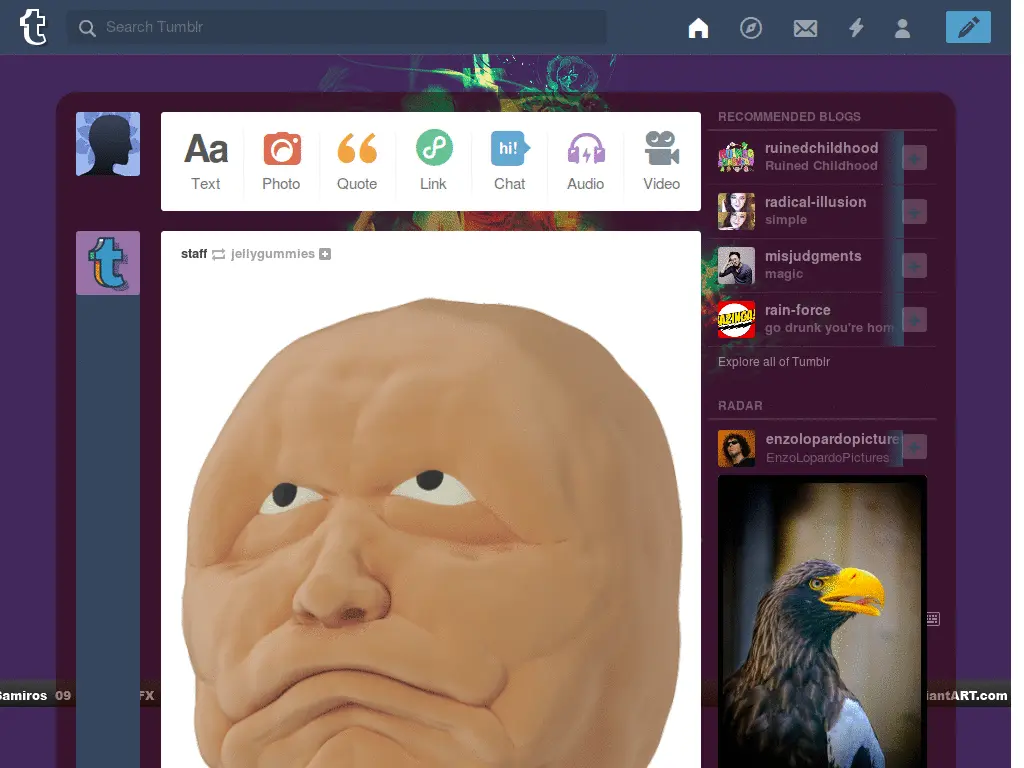 Search Tumblr
Aa
Text
Photo
Quote
Link
hi!
Chat
Audio
Video
staff jellygummies
RECOMMENDED BLOGS
ruinedchildhood
Ruined Childhood
radical-illusion
simple
misjudgments
magic
BAZINGA!
rain-force
go drunk you're hom
Explore all of Tumblr
RADAR
enzolopardopicture
EnzoLopardoPictures
Samiros 09
FX
iantART.com